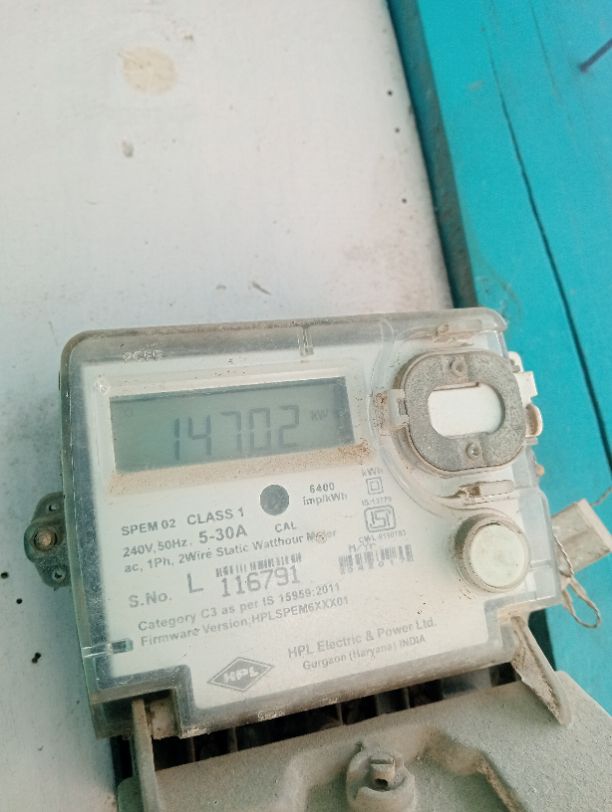 14702 KW
6400
imp/kWh
kWh
SPEM 02 CLASS 1
240V, 50Hz. 5-30A CAL
ac, 1Ph. 2Wire Static Watthour Meter
S.No. L 116791
Category C3 as per IS 15959:2011
Firmware Version:HPLSPEM6XXX01
HPL Electric & Power Ltd.
Gurgaon (Haryana) INDIA
HPL